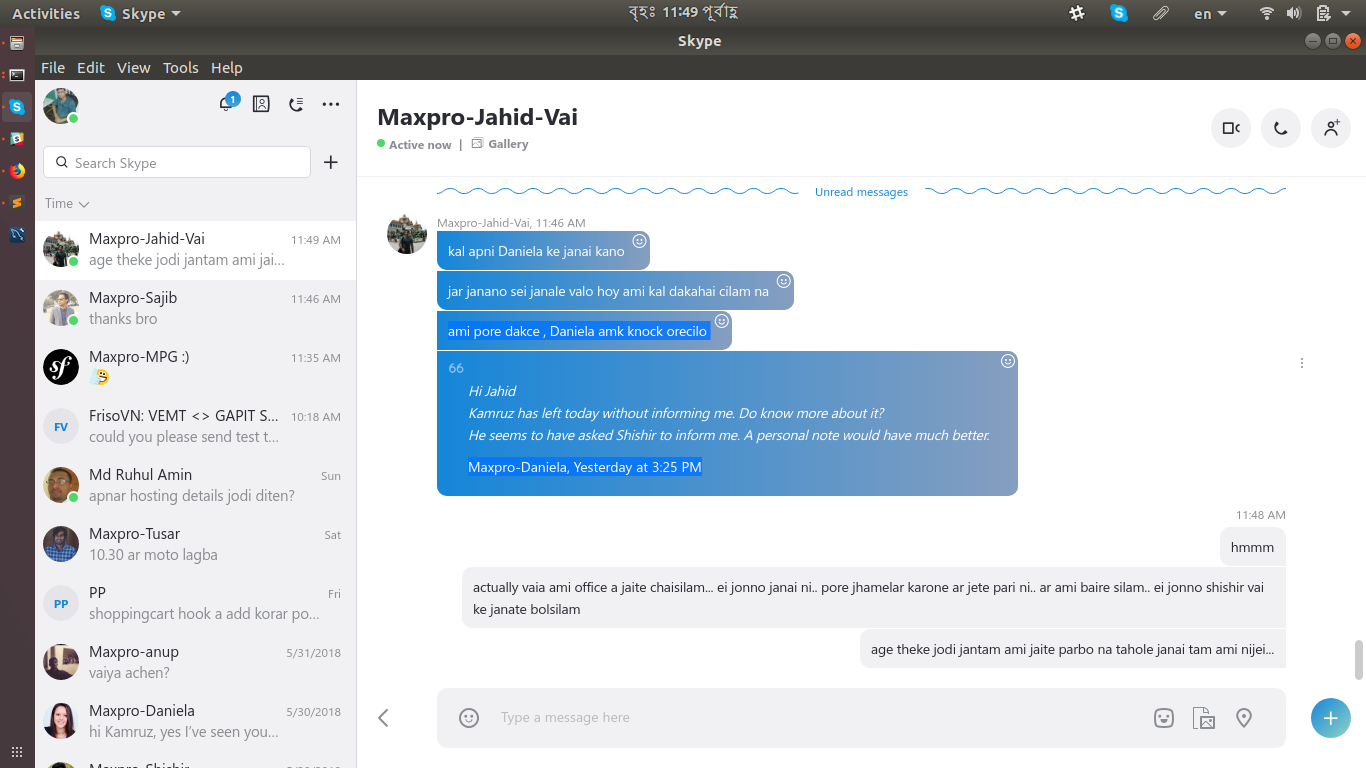 Activities
Skype
বৃহঃ 11:49 পূর্বাহ্ণ
en
Skype
File Edit View Tools Help
1
Search Skype
Time
Maxpro-Jahid-Vai 11:49 AM
age theke jodi jantam ami jai...
Maxpro-Sajib 11:46 AM
thanks bro
Maxpro-MPG :) 11:35 AM
sf
FV
FrisoVN: VEMT <> GAPIT S... 10:18 AM
could you please send test t...
Md Ruhul Amin Sun
apnar hosting details jodi diten?
Maxpro-Tusar Sat
10.30 ar moto lagba
PP
PP Fri
shoppingcart hook a add korar po...
Maxpro-anup 5/31/2018
vaiya achen?
Maxpro-Daniela 5/30/2018
hi Kamruz, yes I've seen you...
Maxpro-Jahid-Vai
Active now | Gallery
Unread messages
Maxpro-Jahid-Vai, 11:46 AM
kal apni Daniela ke janai kano
jar janano sei janale valo hoy ami kal dakahai cilam na
ami pore dakce , Daniela amk knock orecilo
Hi Jahid
Kamruz has left today without informing me. Do know more about it?
He seems to have asked Shishir to inform me. A personal note would have much better.
Maxpro-Daniela, Yesterday at 3:25 PM
11:48 AM
hmmm
actually vaia ami office a jaite chaisilam... ei jonno janai ni.. pore jhamelar karone ar jete pari ni.. ar ami baire silam.. ei jonno shishir vai
ke janate bolsilam
age theke jodi jantam ami jaite parbo na tahole janai tam ami nijei...
Type a message here